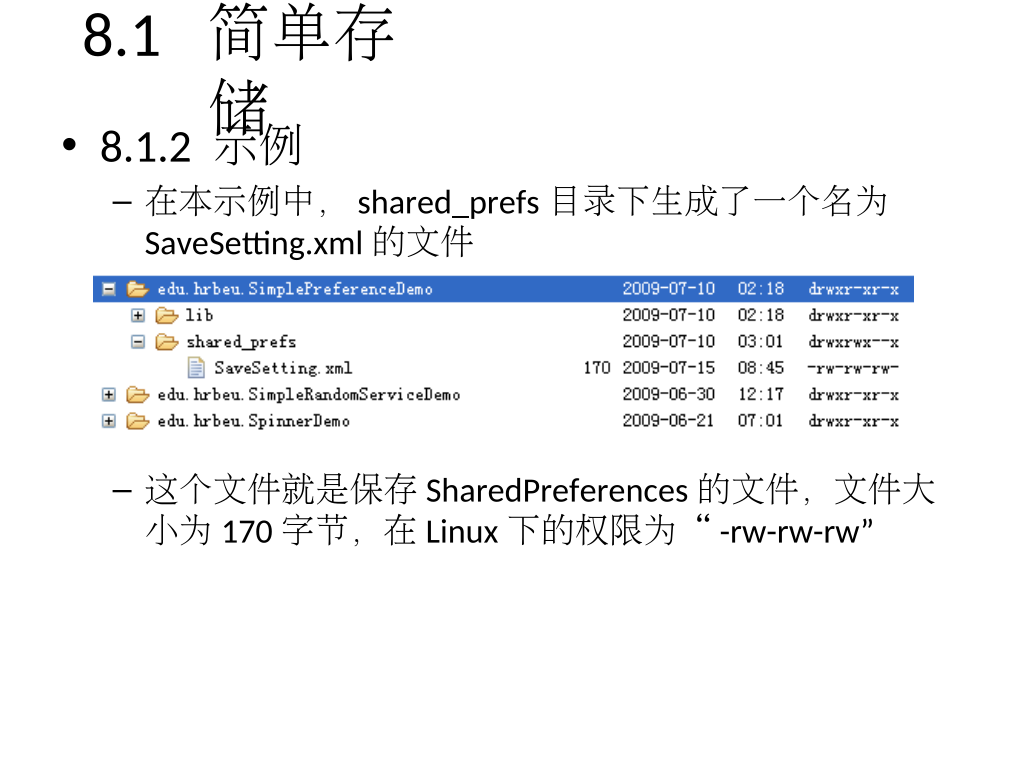 8.1 简单存
储
• 8.1.2 示例
– 在本示例中，shared_prefs 目录下生成了一个名为
SaveSetting.xml 的文件
edu.hrbeu.SimplePreferenceDemo 2009-07-10 02:18 drwxr-xr-x
lib 2009-07-10 02:18 drwxr-xr-x
shared_prefs 2009-07-10 03:01 drwxrwx--x
SaveSetting.xml 170 2009-07-15 08:45 -rw-rw-rw-
edu.hrbeu.SimpleRandomServiceDemo 2009-06-30 12:17 drwxr-xr-x
edu.hrbeu.SpinnerDemo 2009-06-21 07:01 drwxr-xr-x
– 这个文件就是保存 SharedPreferences 的文件，文件大
小为 170 字节，在 Linux 下的权限为“ -rw-rw-rw”